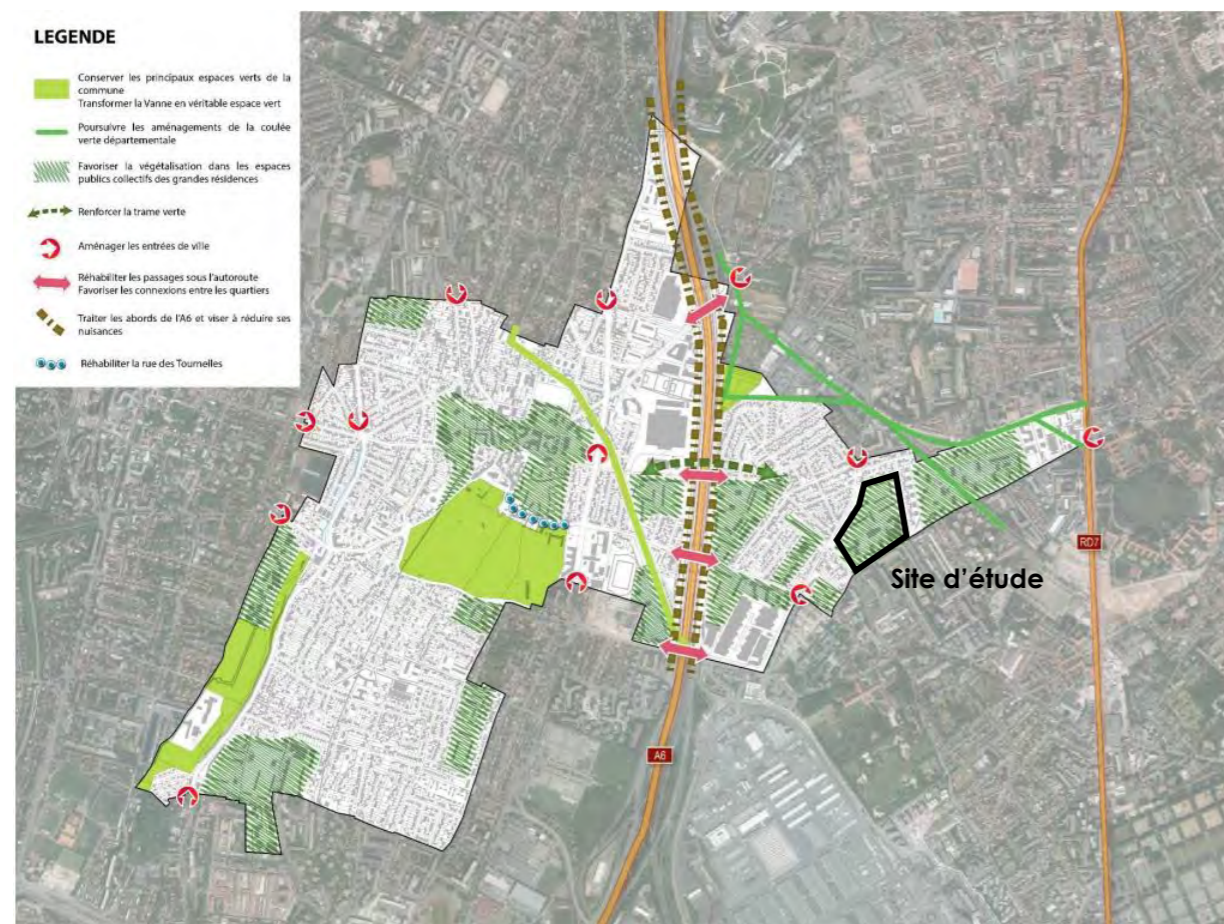 LEGENDE
Conserver les principaux espaces verts de la
commune
Transformer la Vanne en véritable espace vert
Poursuivre les aménagements de la coulée
verte départementale
Favoriser la végétalisation dans les espaces
publics collectifs des grandes résidences
Renforcer la trame verte
Aménager les entrées de ville
Réhabiliter les passages sous l'autoroute
Favoriser les connexions entre les quartiers
Traiter les abords de l'A6 et viser à réduire ses
nuisances
Réhabiliter la rue des Tournelles
RD7
Site d'étude
A6